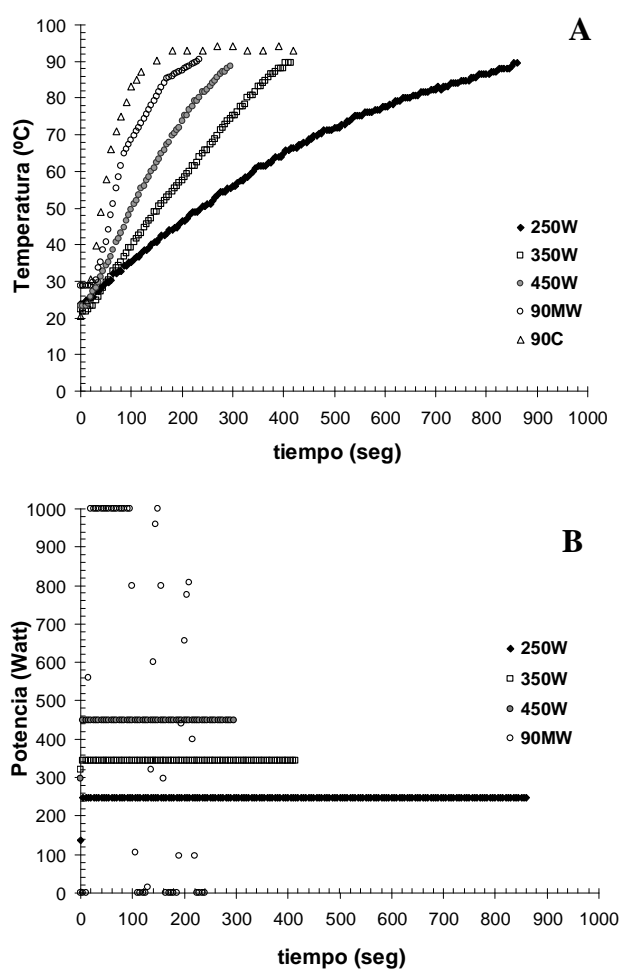 A
100
90
80
70
60
50
40
30
20
10
0
Temperatura (ºC)
250W
350W
450W
90MW
90C
0 100 200 300 400 500 600 700 800 900 1000
tiempo (seg)
B
1000
900
800
700
600
500
400
300
200
100
0
Potencia (Watt)
250W
350W
450W
90MW
0 100 200 300 400 500 600 700 800 900 1000
tiempo (seg)